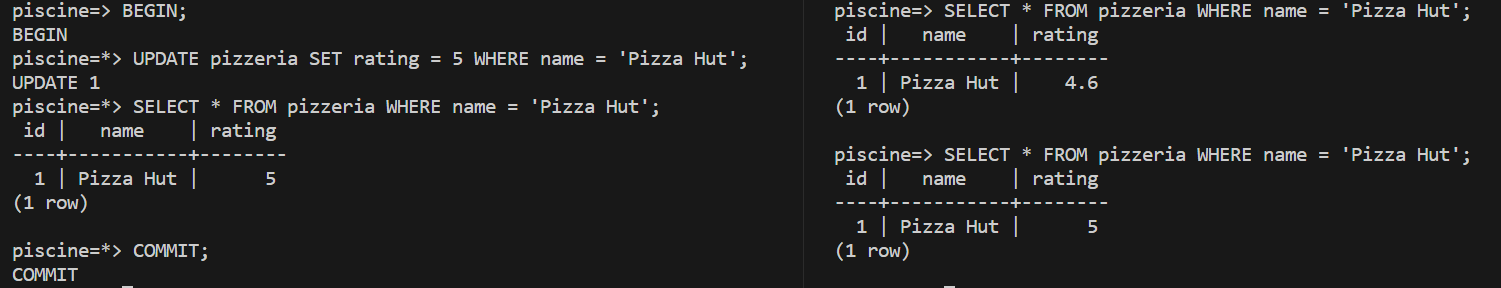 piscine=> BEGIN;
BEGIN
piscine=*> UPDATE pizzeria SET rating = 5 WHERE name = 'Pizza Hut';
UPDATE 1
piscine=*> SELECT * FROM pizzeria WHERE name = 'Pizza Hut';
 id |   name    | rating
----+-----------+--------
  1 | Pizza Hut |      5
(1 row)

piscine=*> COMMIT;
COMMIT
piscine=> SELECT * FROM pizzeria WHERE name = 'Pizza Hut';
 id |   name    | rating
----+-----------+--------
  1 | Pizza Hut |    4.6
(1 row)

piscine=> SELECT * FROM pizzeria WHERE name = 'Pizza Hut';
 id |   name    | rating
----+-----------+--------
  1 | Pizza Hut |      5
(1 row)